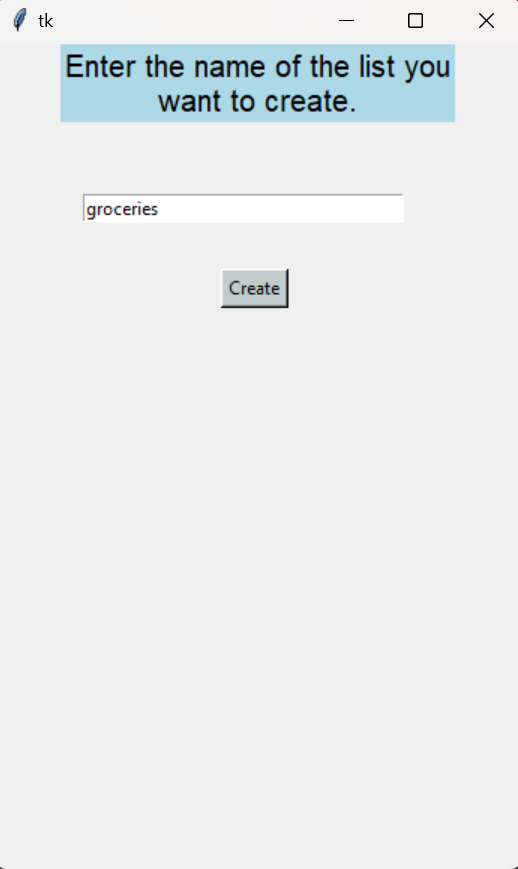 tk
Enter the name of the list you
want to create.
groceries
Create